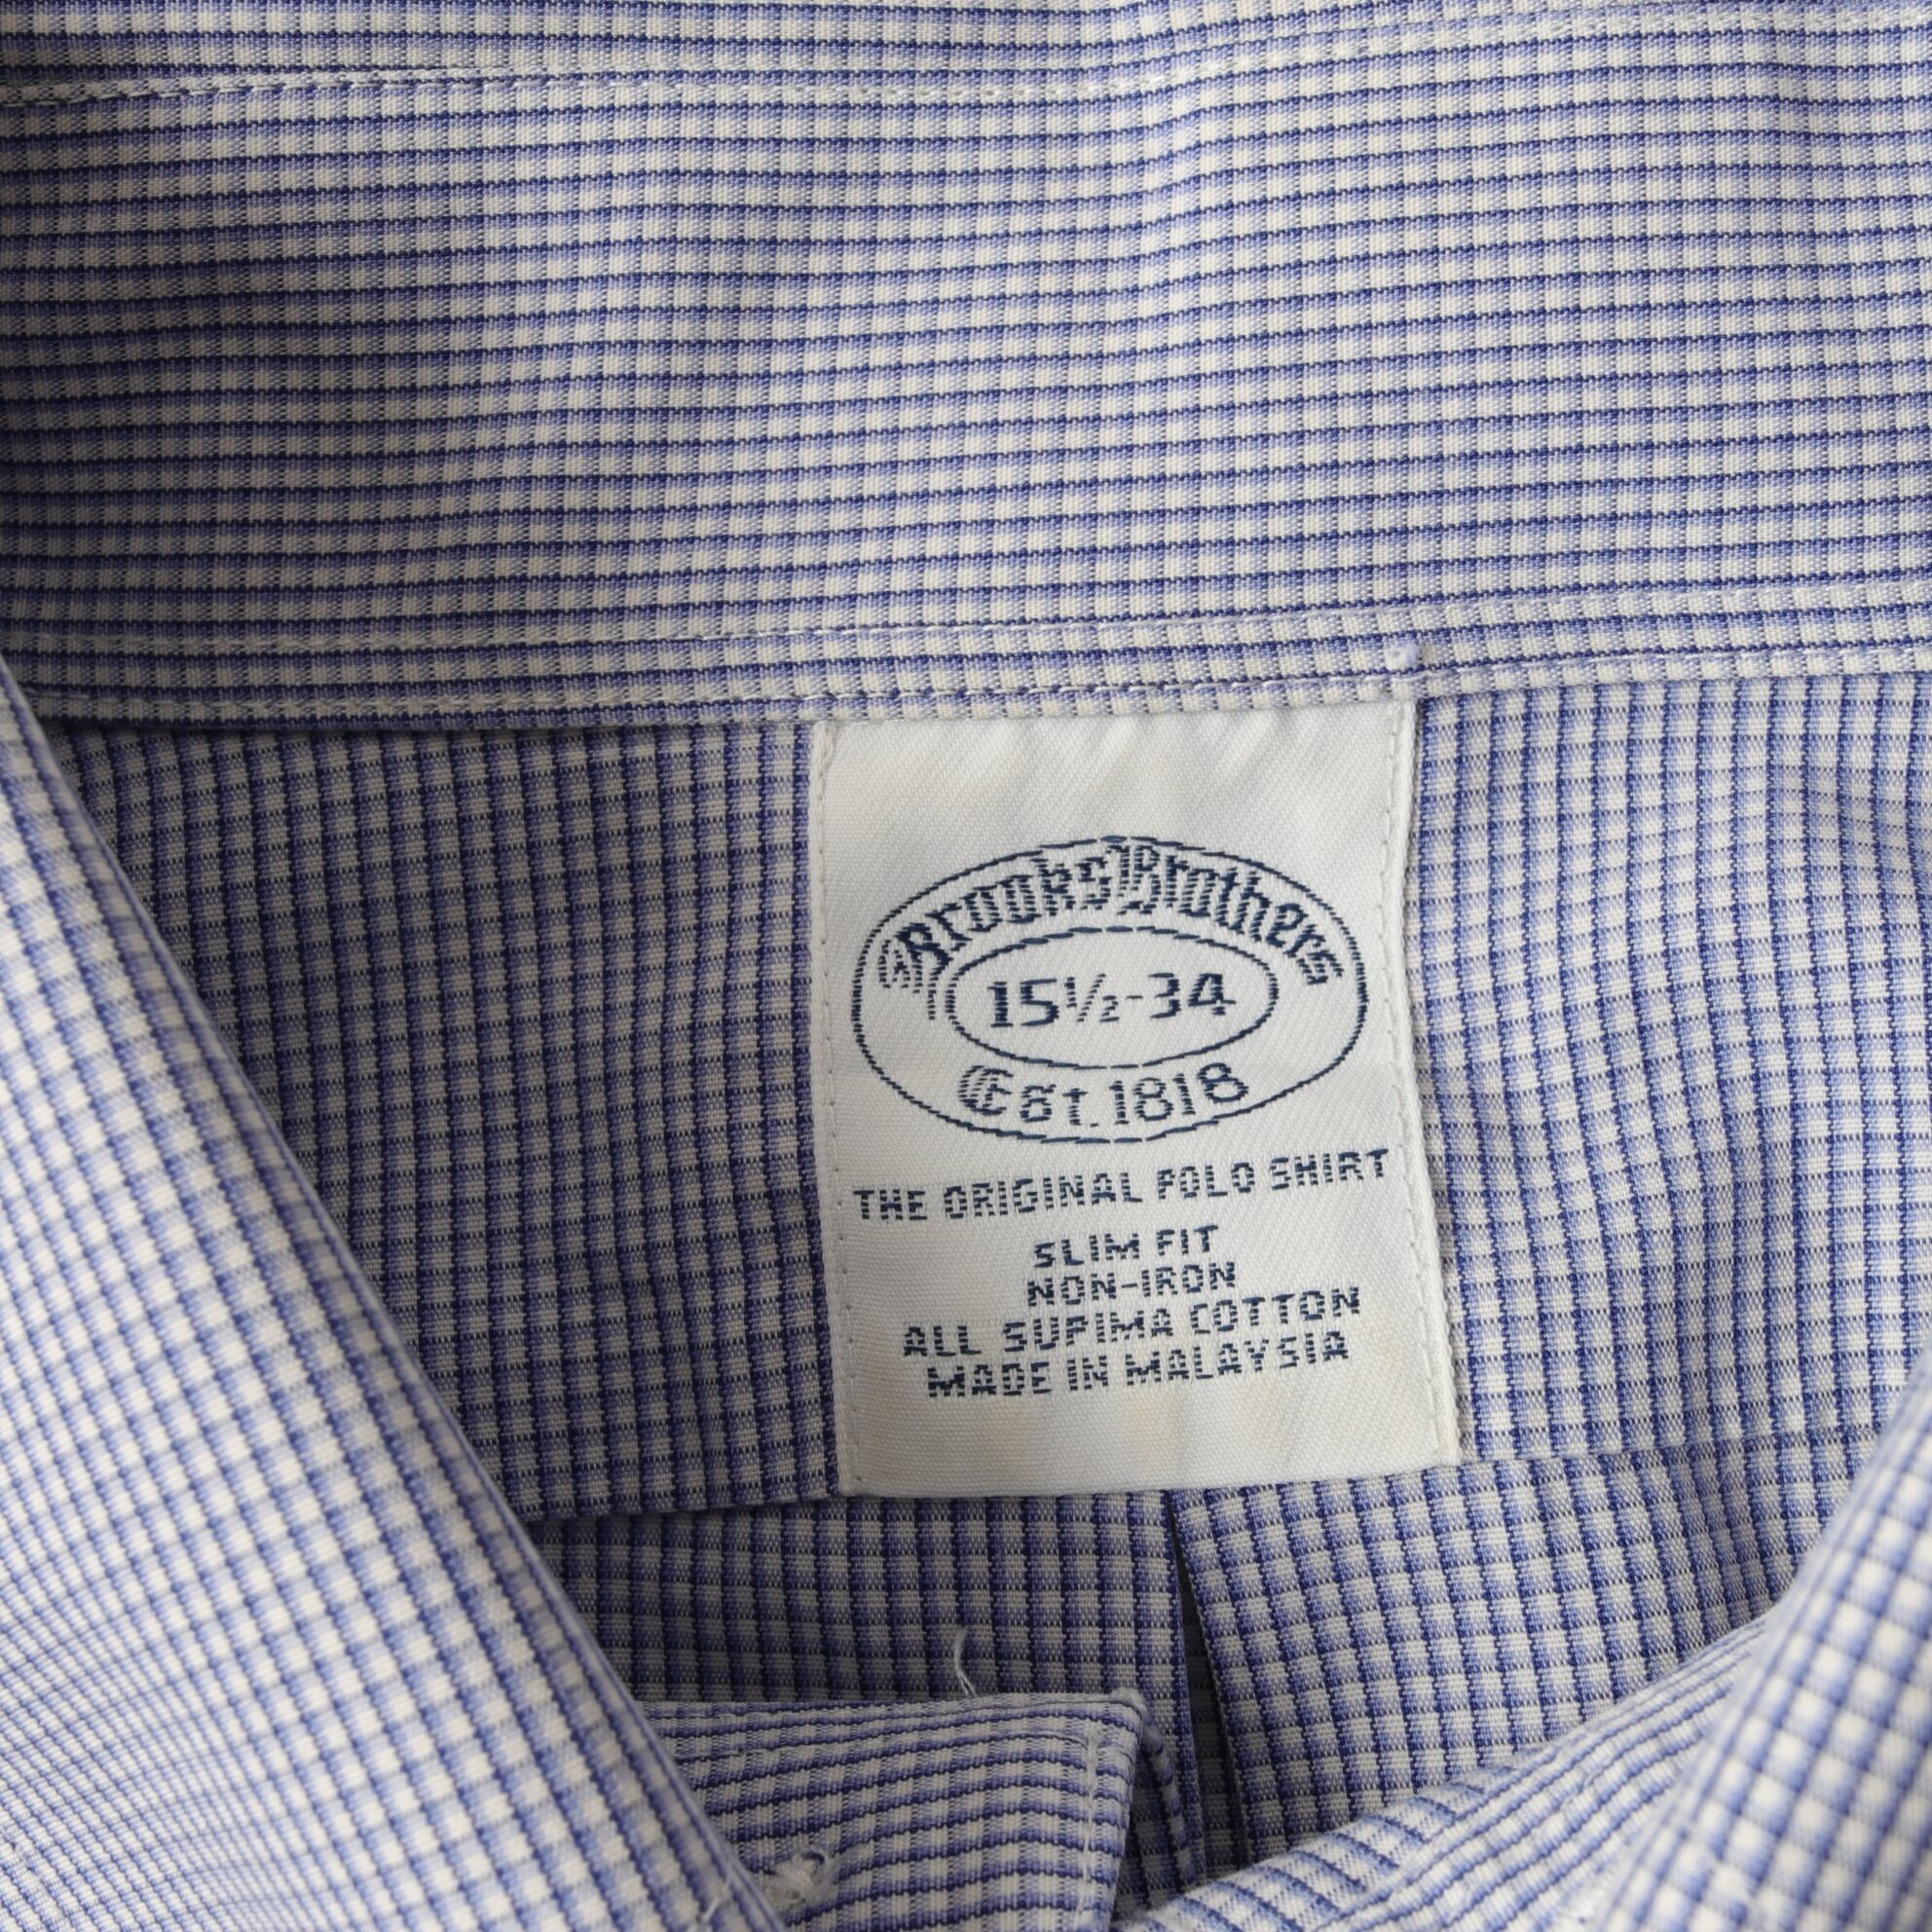 Brooks Brothers
15½-34
Est. 1818
THE ORIGINAL POLO SHIRT
SLIM FIT
NON-IRON
ALL SUPIMA COTTON
MADE IN MALAYSIA